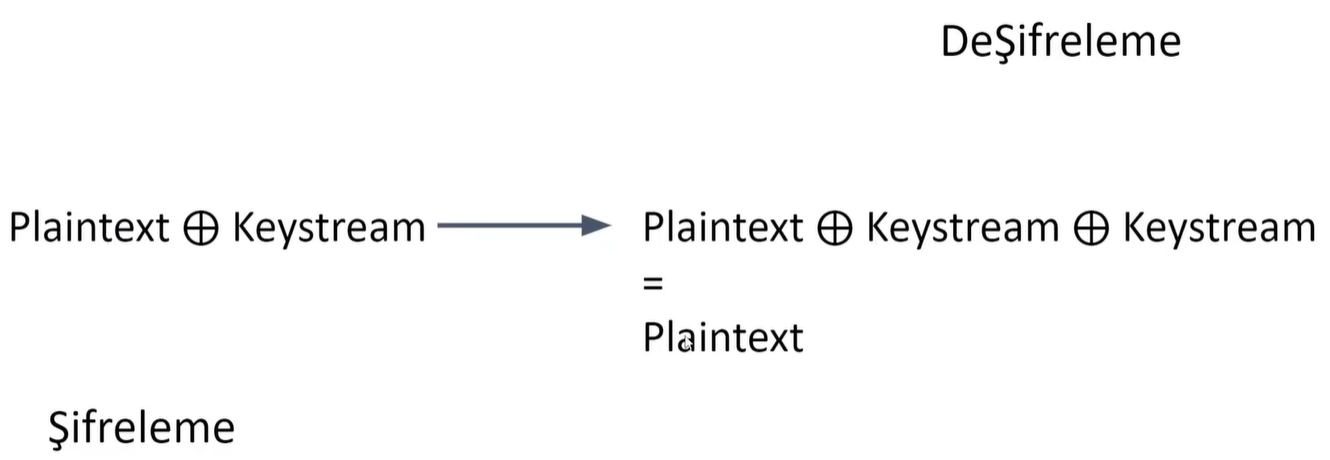 DeŞifreleme
Plaintext ⊕ Keystream
Plaintext ⊕ Keystream ⊕ Keystream
=
Plaintext
Şifreleme